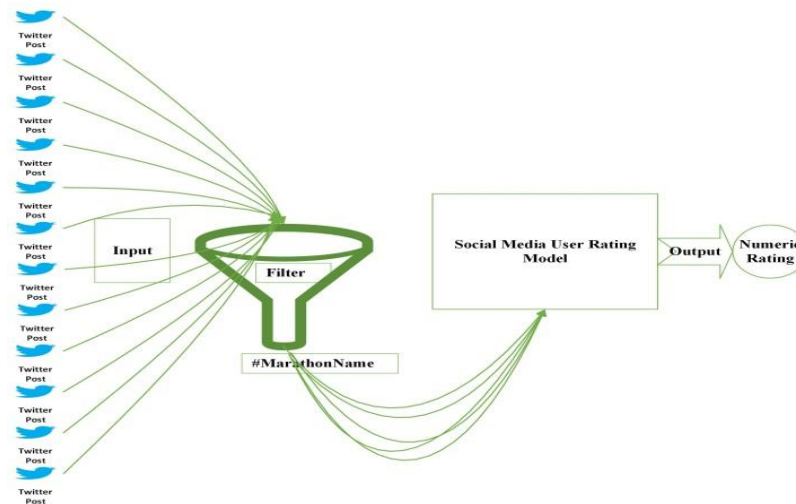 Twitter
Post
Twitter
Post
Twitter
Post
Twitter
Post
Twitter
Post
Twitter
Post
Twitter
Post
Twitter
Post
Twitter
Post
Twitter
Post
Twitter
Post
Twitter
Post
Input
Filter
#MarathonName
Social Media User Rating
Model
Output
Numeric
Rating